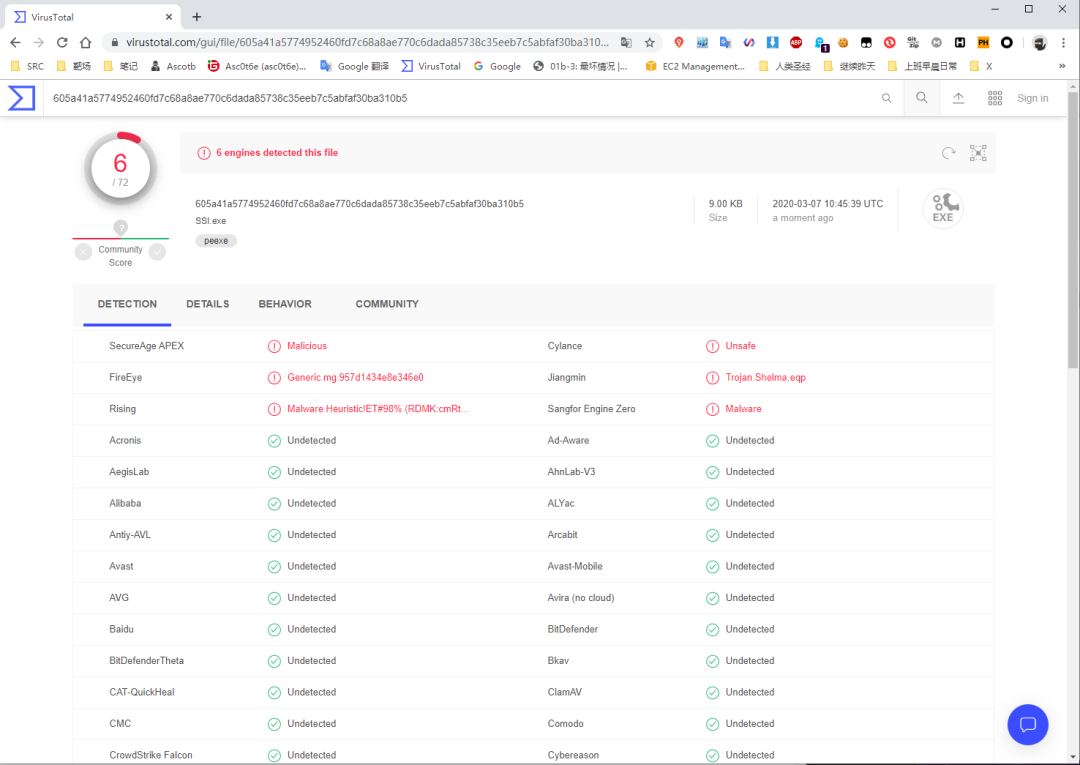 VirusTotal
virustotal.com/gui/file/605a41a5774952460fd7c68a8ae770c6dada85738c35eeb7c5abfaf30ba310...
SRC 靶场 笔记 Ascotb Asc0t6e (asc0t6e)... Google 翻译 VirusTotal Google 01b-3: 最坏情况 |... EC2 Management... 人类圣经 继续昨天 上班早晨日常 X »
605a41a5774952460fd7c68a8ae770c6dada85738c35eeb7c5abfaf30ba310b5 Sign in
6 / 72
6 engines detected this file
605a41a5774952460fd7c68a8ae770c6dada85738c35eeb7c5abfaf30ba310b5
SSI.exe
peexe
9.00 KB
Size
2020-03-07 10:45:39 UTC
a moment ago
EXE
?
Community
Score
DETECTION DETAILS BEHAVIOR COMMUNITY
SecureAge APEX Malicious Cylance Unsafe
FireEye Generic.mg.957d1434e8e346e0 Jiangmin Trojan.Shelma.eqp
Rising Malware.Heuristic!ET#98% (RDMK:cmRt... Sangfor Engine Zero Malware
Acronis Undetected Ad-Aware Undetected
AegisLab Undetected AhnLab-V3 Undetected
Alibaba Undetected ALYac Undetected
Antiy-AVL Undetected Arcabit Undetected
Avast Undetected Avast-Mobile Undetected
AVG Undetected Avira (no cloud) Undetected
Baidu Undetected BitDefender Undetected
BitDefenderTheta Undetected Bkav Undetected
CAT-QuickHeal Undetected ClamAV Undetected
CMC Undetected Comodo Undetected
CrowdStrike Falcon Undetected Cybereason Undetected